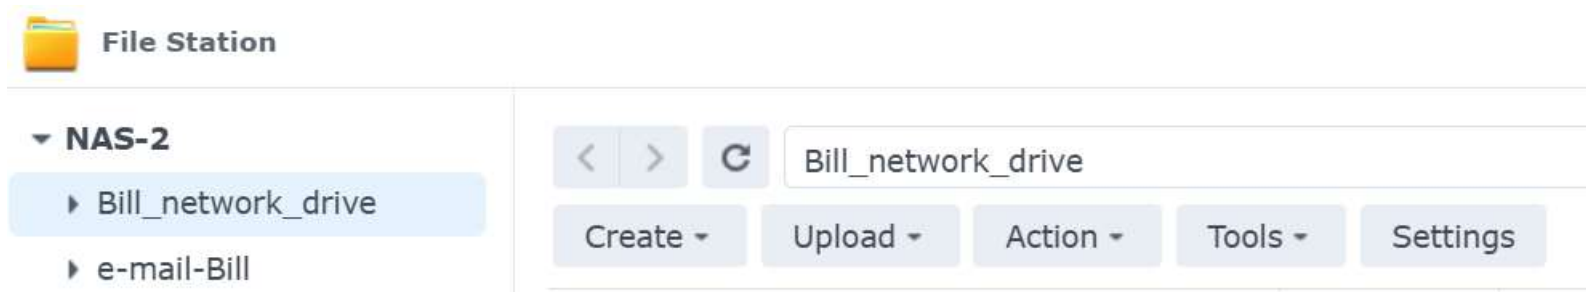 File Station
NAS-2
Bill_network_drive
e-mail-Bill
Bill_network_drive
Create Upload Action Tools Settings